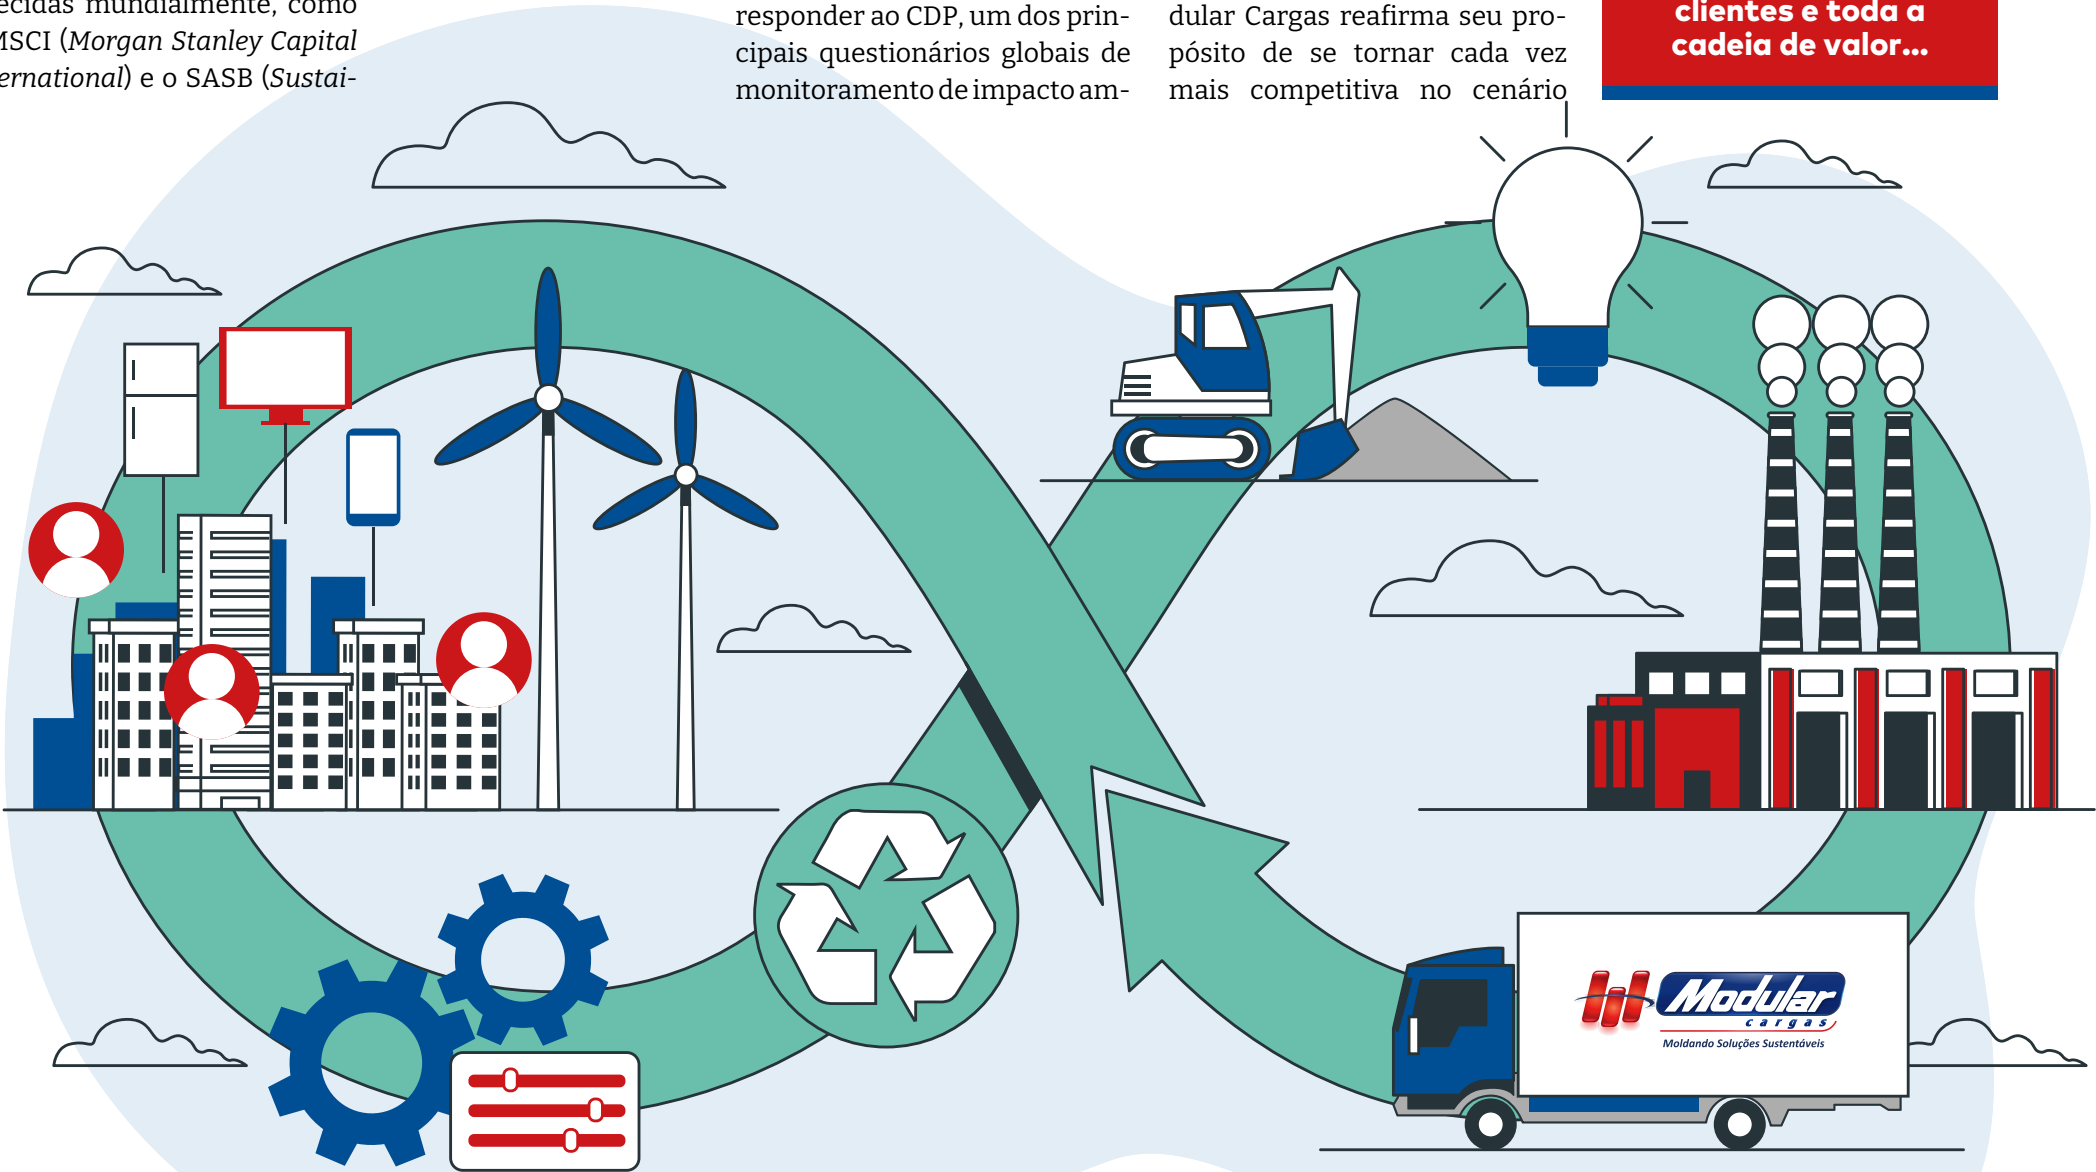 mundialmente, como
MSCI (Morgan Stanley Capital
ernational) e o SASB (Sustai-
responder ao CDP, um dos prin-
cipais questionários globais de
monitoramento de impacto am-
dular Cargas reafirma seu pro-
pósito de se tornar cada vez
mais competitiva no cenário
clientes e toda a
cadeia de valor...
Modular
cargas
Moldando Soluções Sustentáveis